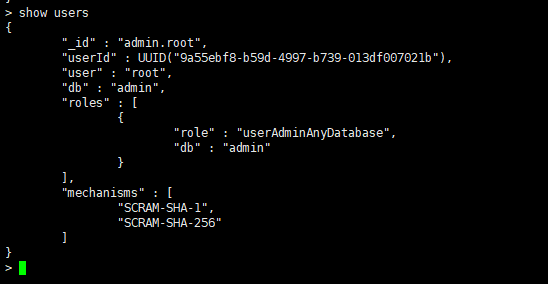 > show users
{
        "_id" : "admin.root",
        "userId" : UUID("9a55ebf8-b59d-4997-b739-013df007021b"),
        "user" : "root",
        "db" : "admin",
        "roles" : [
                {
                        "role" : "userAdminAnyDatabase",
                        "db" : "admin"
                }
        ],
        "mechanisms" : [
                "SCRAM-SHA-1",
                "SCRAM-SHA-256"
        ]
}
>